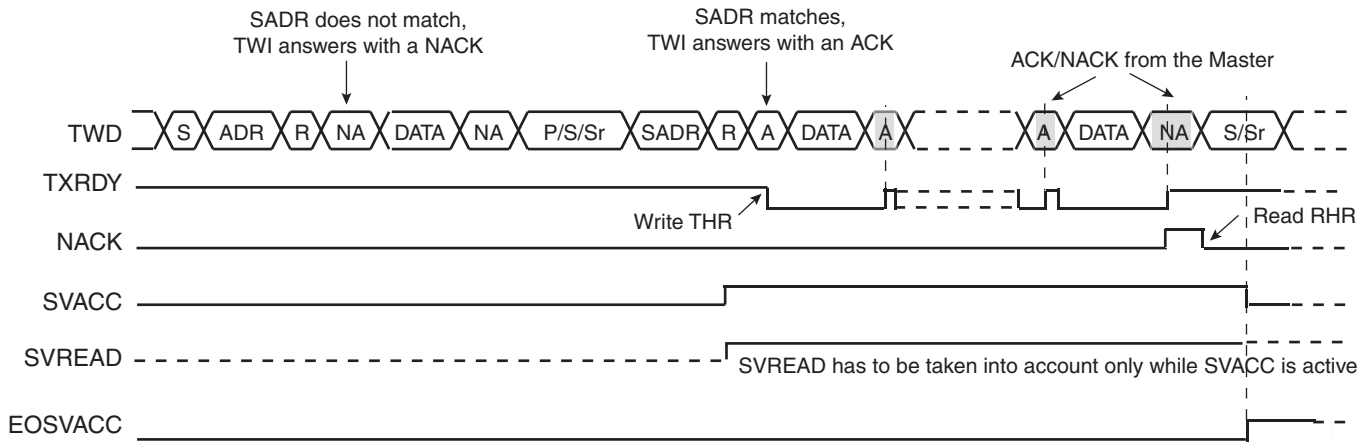 SADR does not match,
TWI answers with a NACK
SADR matches,
TWI answers with an ACK
ACK/NACK from the Master
TWD S ADR R NA DATA NA P/S/Sr SADR R A DATA A A DATA NA S/Sr
TXRDY
Write THR
Read RHR
NACK
SVACC
SVREAD
SVREAD has to be taken into account only while SVACC is active
EOSVACC